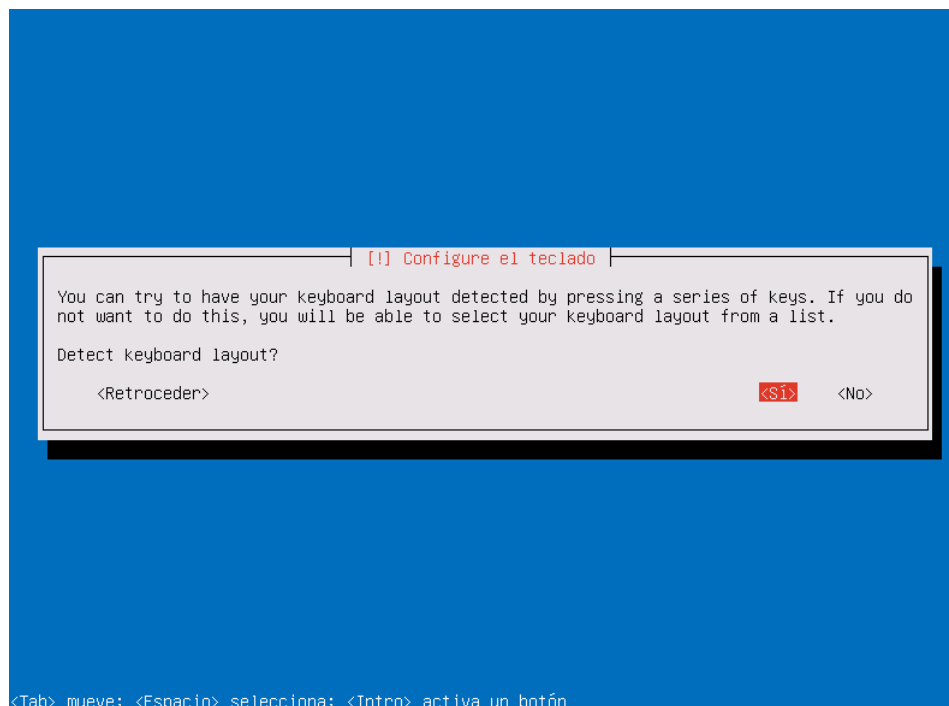 [!] Configure el teclado
You can try to have your keyboard layout detected by pressing a series of keys. If you do
not want to do this, you will be able to select your keyboard layout from a list.
Detect keyboard layout?
<Retroceder> <Sí> <No>
<Tab> mueve; <Espacio> selecciona; <Intro> activa un botón